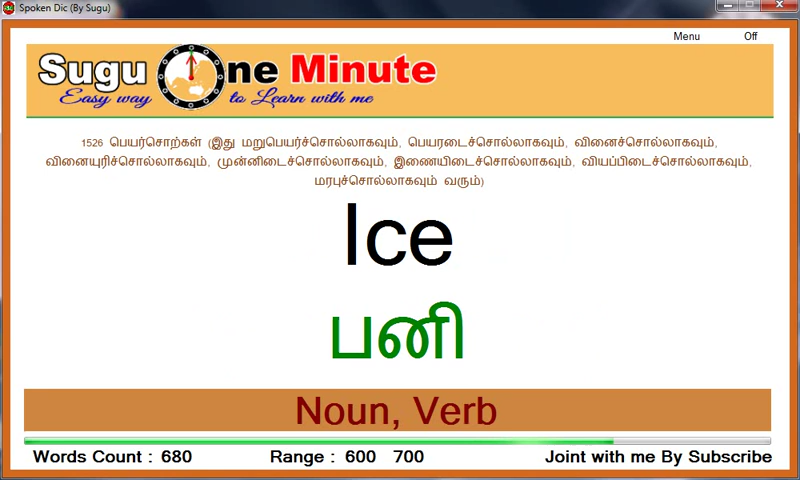 Spoken Dic (By Sugu)
Menu Off
Sugu One Minute
Easy way to Learn with me
1526 பெயர்சொற்கள் (இது மறுபெயர்ச்சொல்லாகவும், பெயரடைச்சொல்லாகவும், வினைச்சொல்லாகவும்,
வினையுரிச்சொல்லாகவும், முன்னிடைச்சொல்லாகவும், இணையிடைச்சொல்லாகவும், வியப்பிடைச்சொல்லாகவும்,
மரபுச்சொல்லாகவும் வரும்)
Ice
பனி
Noun, Verb
Words Count : 680 Range : 600 700 Joint with me By Subscribe